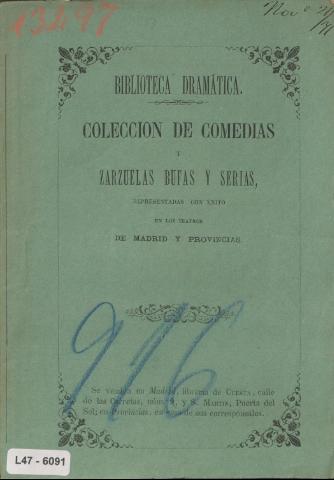 13297
Nov e
BIBLIOTECA DRAMÁTICA.
COLECCION DE COMEDIAS
Y
ZARZUELAS BUFAS Y SERIAS,
REPRESENTADAS CON EXITO
EN LOS TEATROS
DE MADRID Y PROVINCIAS
916
Se venden en Madrid, librería de CUESTA, calle
de las Carretas, núm. 9, y S. MARTIN, Puerta del
Sol; en Provincias, en casa de sus corresponsales.
L47 - 6091